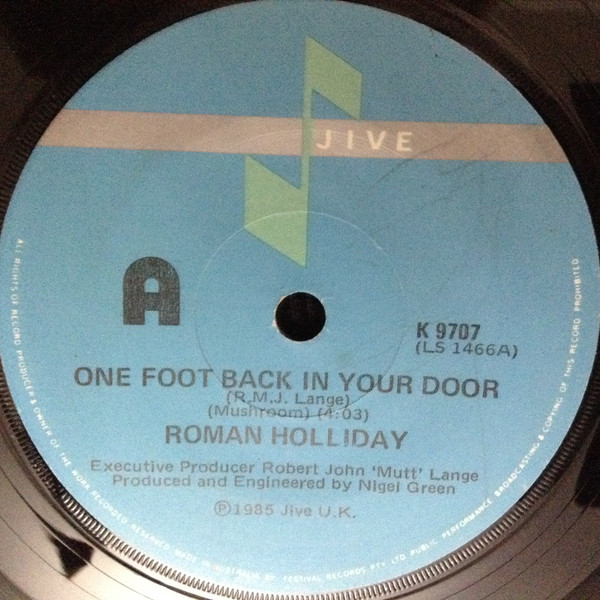 JIVE
A
K 9707
(LS 1466A)
ONE FOOT BACK IN YOUR DOOR
(R.M.J. Lange)
(Mushroom) (4:03)
ROMAN HOLLIDAY
Executive Producer Robert John 'Mutt' Lange
Produced and Engineered by Nigel Green
Ⓟ1985 Jive U.K.
ALL RIGHTS OF RECORD PRODUCER & OWNER OF THE WORK RECORDED RESERVED. MADE IN AUSTRALIA BY FESTIVAL RECORDS PTY LTD PUBLIC PERFORMANCE BROADCASTING & COPYING OF THIS RECORD PROHIBITED